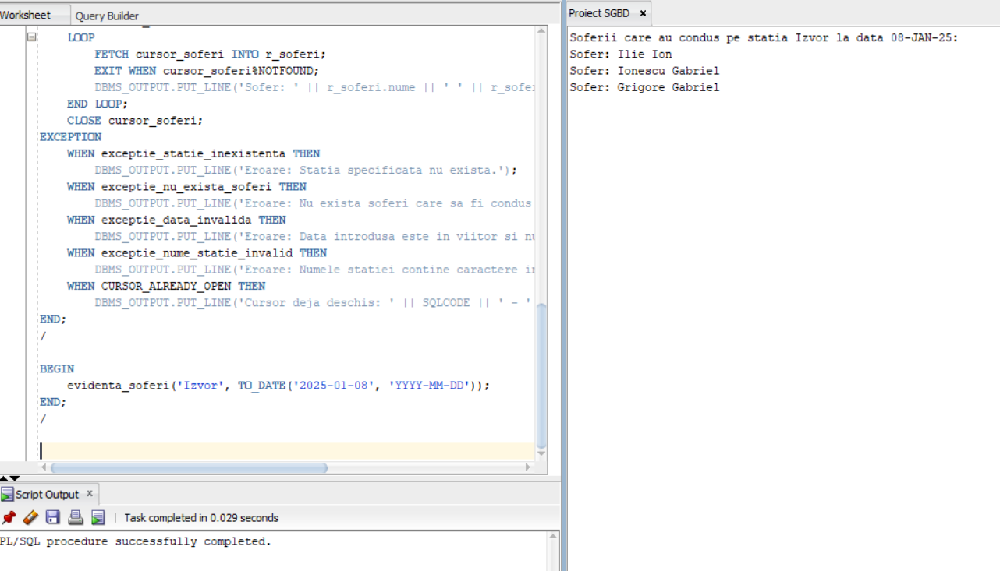 Worksheet Query Builder
LOOP
FETCH cursor_soferi INTO r_soferi;
EXIT WHEN cursor_soferi%NOTFOUND;
DBMS_OUTPUT.PUT_LINE('Sofer: ' || r_soferi.nume || ' ' || r_sofer
END LOOP;
CLOSE cursor_soferi;
EXCEPTION
WHEN exceptie_statie_inexistenta THEN
DBMS_OUTPUT.PUT_LINE('Eroare: Statia specificata nu exista.');
WHEN exceptie_nu_exista_soferi THEN
DBMS_OUTPUT.PUT_LINE('Eroare: Nu exista soferi care sa fi condus
WHEN exceptie_data_invalida THEN
DBMS_OUTPUT.PUT_LINE('Eroare: Data introdusa este in viitor si nu
WHEN exceptie_nume_statie_invalid THEN
DBMS_OUTPUT.PUT_LINE('Eroare: Numele statiei contine caractere in
WHEN CURSOR_ALREADY_OPEN THEN
DBMS_OUTPUT.PUT_LINE('Cursor deja deschis: ' || SQLCODE || ' - '
END;
/
BEGIN
evidenta_soferi('Izvor', TO_DATE('2025-01-08', 'YYYY-MM-DD'));
END;
/
Script Output x
Task completed in 0.029 seconds
PL/SQL procedure successfully completed.
Proiect SGBD x
Soferii care au condus pe statia Izvor la data 08-JAN-25:
Sofer: Ilie Ion
Sofer: Ionescu Gabriel
Sofer: Grigore Gabriel